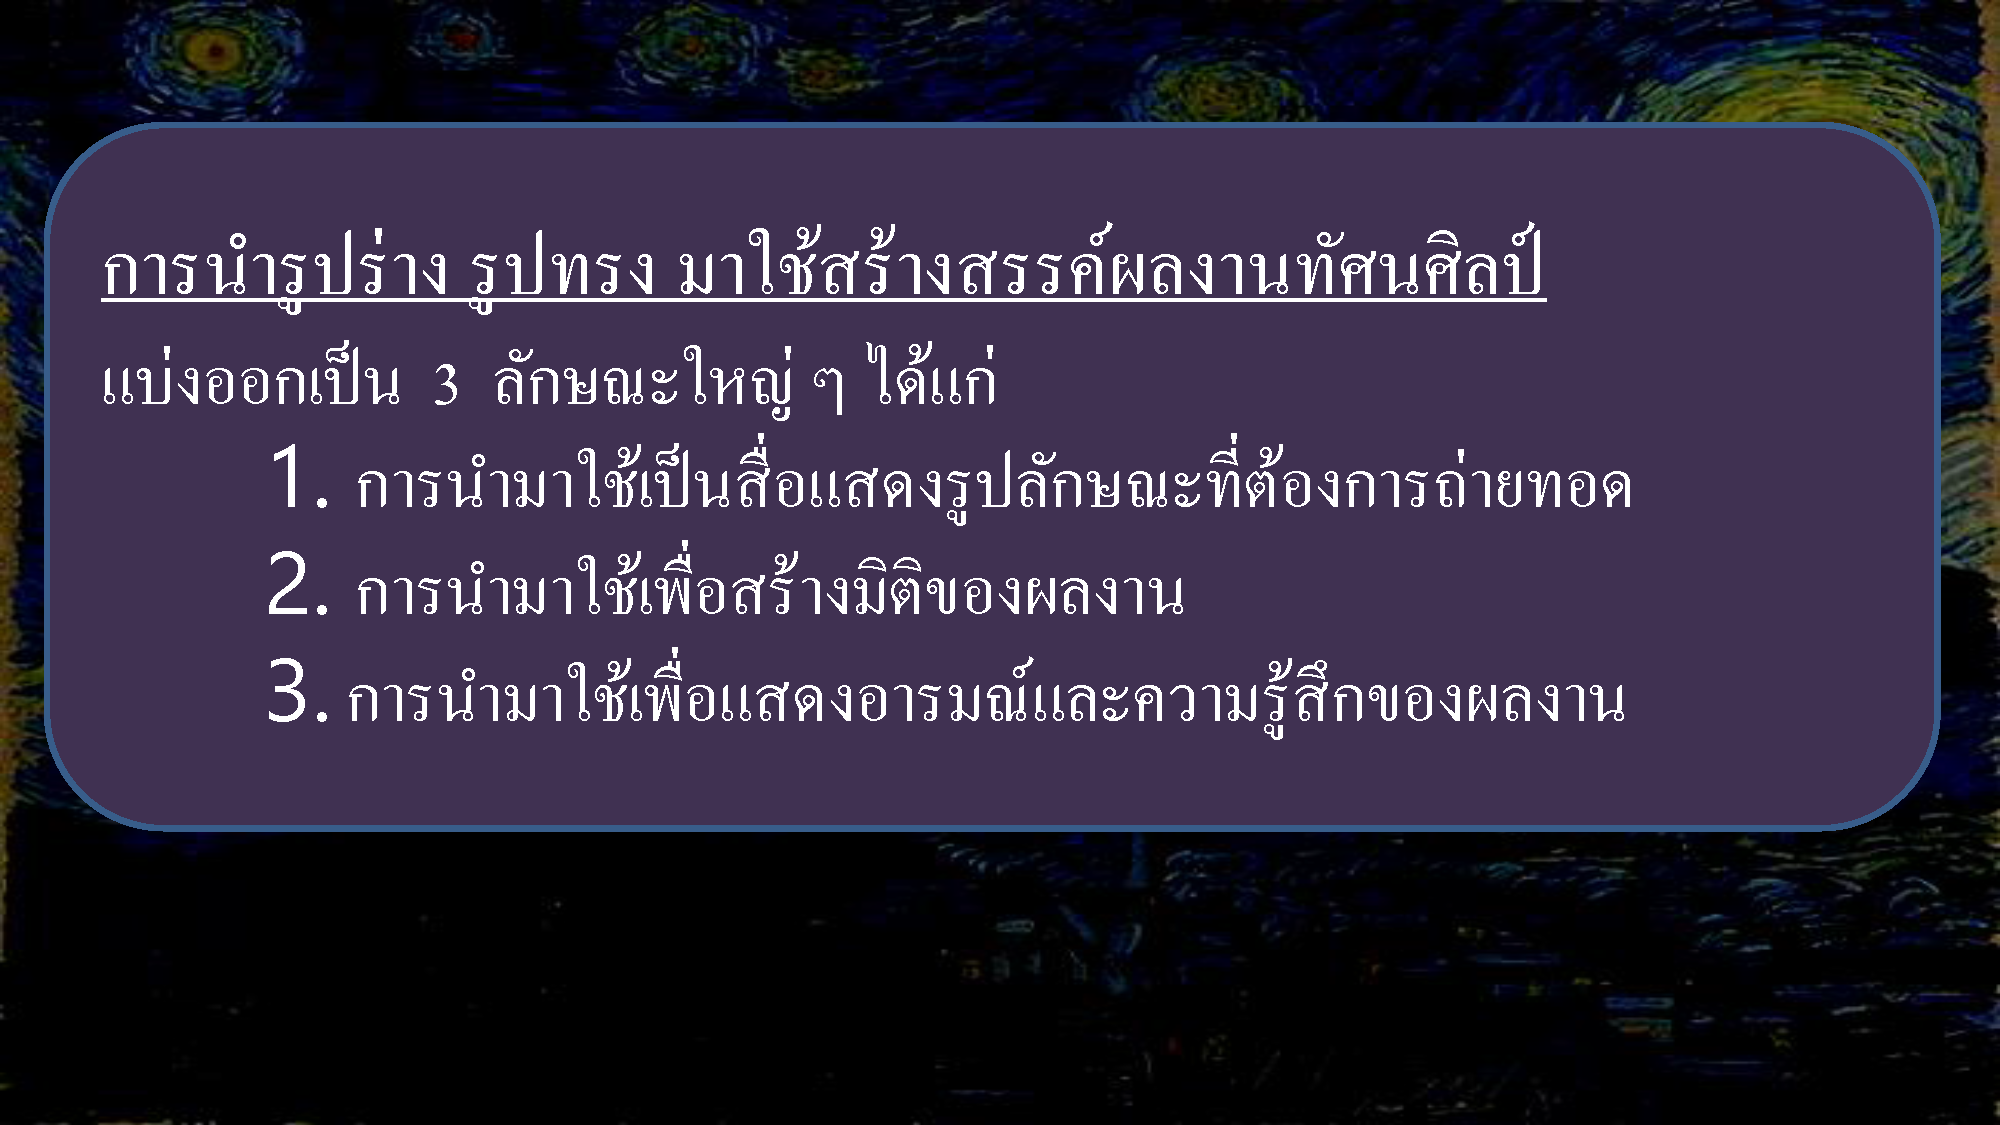 การนำรูปร่าง รูปทรง มาใช้สร้างสรรค์ผลงานทัศนศิลป์
แบ่งออกเป็น 3 ลักษณะใหญ่ ๆ ได้แก่
1. การนำมาใช้เป็นสื่อแสดงรูปลักษณะที่ต้องการถ่ายทอด
2. การนำมาใช้เพื่อสร้างมิติของผลงาน
3. การนำมาใช้เพื่อแสดงอารมณ์และความรู้สึกของผลงาน